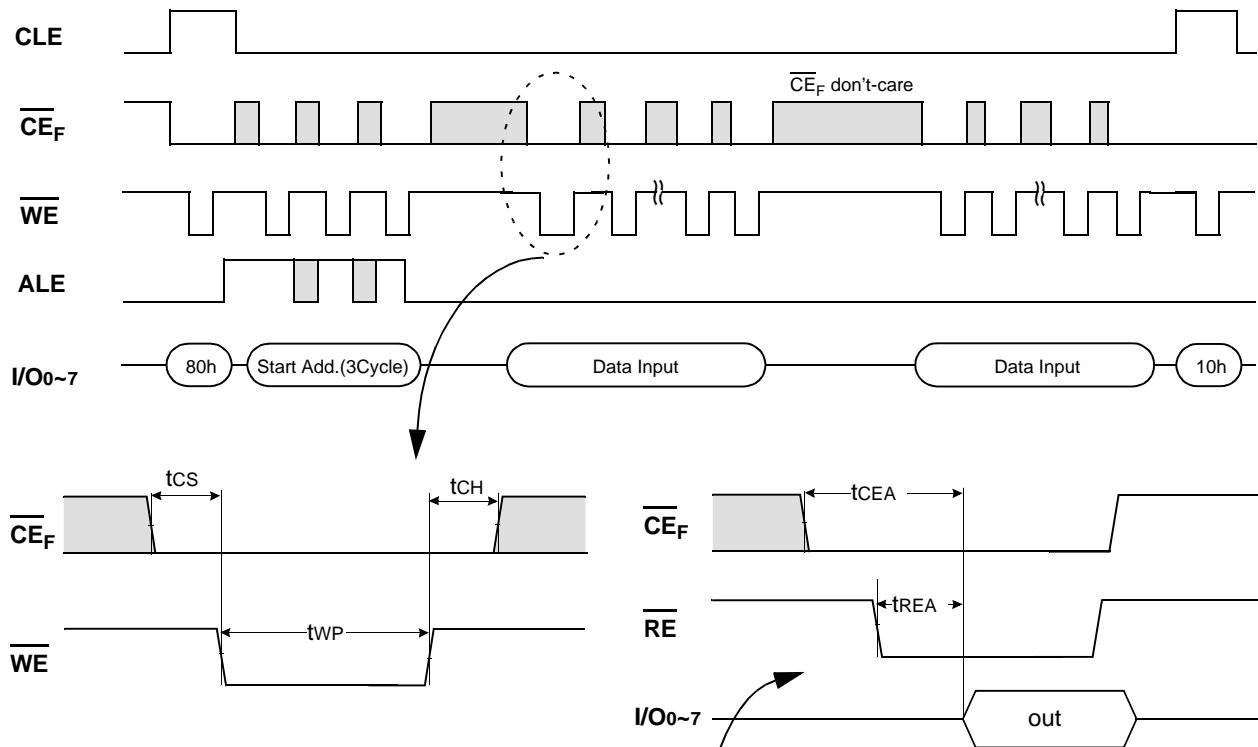 CLE
CEF don't-care
CEF
WE
ALE
I/O0~7 80h Start Add.(3Cycle) Data Input Data Input 10h
tCS tCH
CEF
tWP
WE
tCEA
CEF
tREA
RE
I/O0~7 out